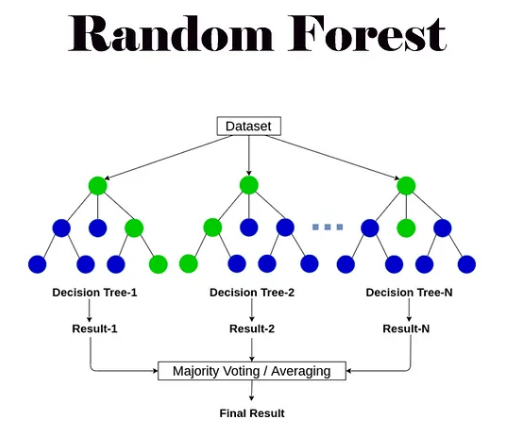 Random Forest
Dataset
Decision Tree-1
Decision Tree-2
Decision Tree-N
Result-1
Result-2
Result-N
Majority Voting / Averaging
Final Result